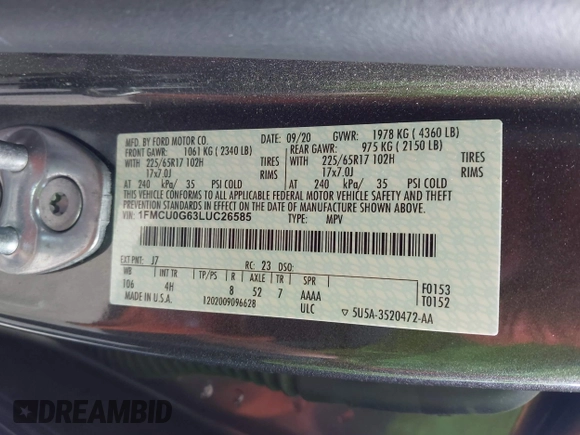 MFD. BY FORD MOTOR CO.
09/20 GVWR: 1978 KG ( 4360 LB)
FRONT GAWR: 1061 KG ( 2340 LB)
REAR GAWR: 975 KG ( 2150 LB)
WITH 225/65R17 102H TIRES
WITH 225/65R17 102H TIRES
17x7.0J
17x7.0J
AT 240 kPa/ 35 PSI COLD
AT 240 kPa/ 35 PSI COLD
THIS VEHICLE CONFORMS TO ALL APPLICABLE FEDERAL MOTOR VEHICLE SAFETY AND THEFT
PREVENTION STANDARDS IN EFFECT ON THE DATE OF MANUFACTURE SHOWN ABOVE.
VIN: 1FMCU0G63LUC26585 TYPE: MPV
EXT PNT: J7 RC: 23 DSO:
WB INT TR TP/PS R AXLE TR SPR
106 4H 8 52 7 AAAA F0153
ULC T0152
MADE IN U.S.A. 120200909662B 5U5A-3520472-AA
DREAMBID